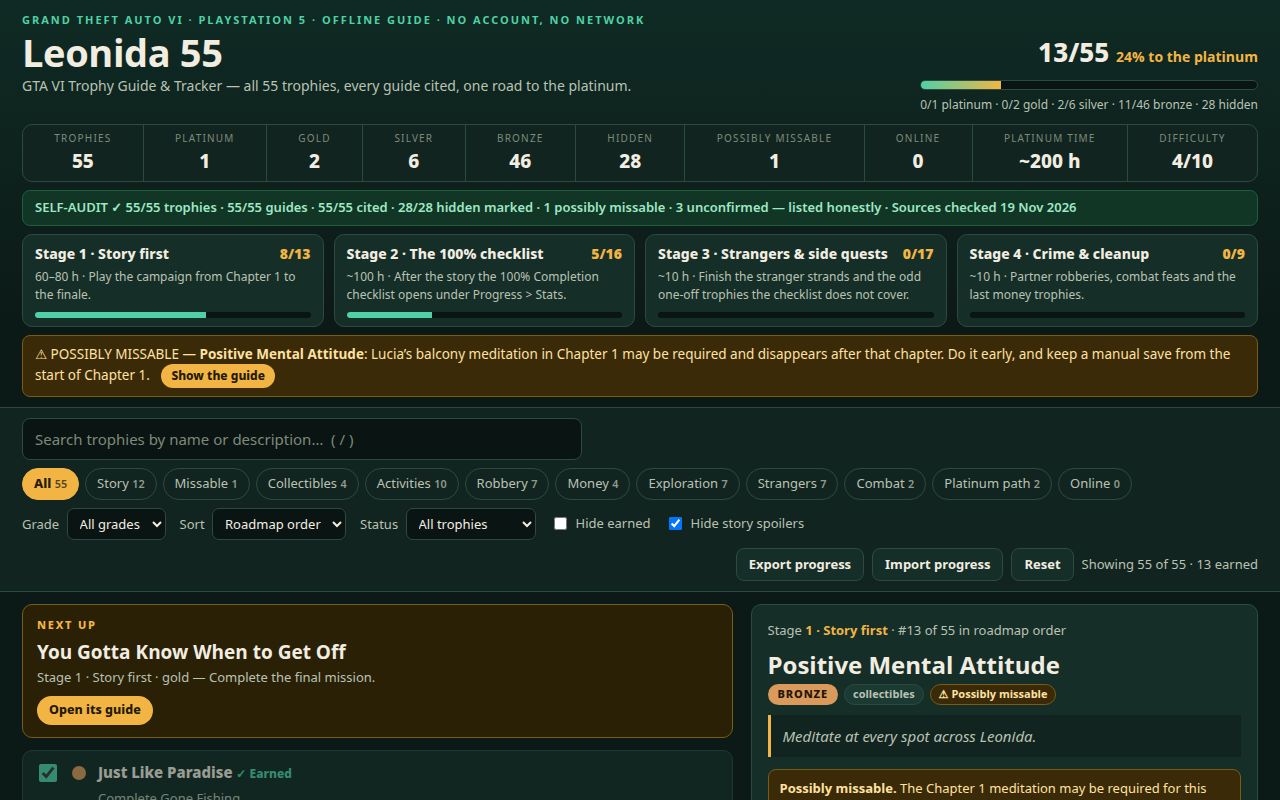 GRAND THEFT AUTO VI · PLAYSTATION 5 · OFFLINE GUIDE · NO ACCOUNT, NO NETWORK
Leonida 55
GTA VI Trophy Guide & Tracker — all 55 trophies, every guide cited, one road to the platinum.
13/55 24% to the platinum
0/1 platinum · 0/2 gold · 2/6 silver · 11/46 bronze · 28 hidden
TROPHIES PLATINUM GOLD SILVER BRONZE HIDDEN POSSIBLY MISSABLE ONLINE PLATINUM TIME DIFFICULTY
55 1 2 6 46 28 1 0 ~200 h 4/10
SELF-AUDIT ✓ 55/55 trophies · 55/55 guides · 55/55 cited · 28/28 hidden marked · 1 possibly missable · 3 unconfirmed — listed honestly · Sources checked 19 Nov 2026
Stage 1 · Story first 8/13
60–80 h · Play the campaign from Chapter 1 to
the finale.
Stage 2 · The 100% checklist 5/16
~100 h · After the story the 100% Completion
checklist opens under Progress > Stats.
Stage 3 · Strangers & side quests 0/17
~10 h · Finish the stranger strands and the odd
one-off trophies the checklist does not cover.
Stage 4 · Crime & cleanup 0/9
~10 h · Partner robberies, combat feats and the
last money trophies.
⚠ POSSIBLY MISSABLE — Positive Mental Attitude: Lucia’s balcony meditation in Chapter 1 may be required and disappears after that chapter. Do it early, and keep a manual save from the
start of Chapter 1. Show the guide
Search trophies by name or description… ( / )
All 55 Story 12 Missable 1 Collectibles 4 Activities 10 Robbery 7 Money 4 Exploration 7 Strangers 7 Combat 2 Platinum path 2 Online 0
Grade All grades Sort Roadmap order Status All trophies Hide earned Hide story spoilers
Export progress Import progress Reset Showing 55 of 55 · 13 earned
NEXT UP
You Gotta Know When to Get Off
Stage 1 · Story first · gold — Complete the final mission.
Open its guide
Just Like Paradise ✓ Earned
Complete Gone Fishing.
Stage 1 · Story first · #13 of 55 in roadmap order
Positive Mental Attitude
BRONZE collectibles ⚠ Possibly missable
Meditate at every spot across Leonida.
Possibly missable. The Chapter 1 meditation may be required for this